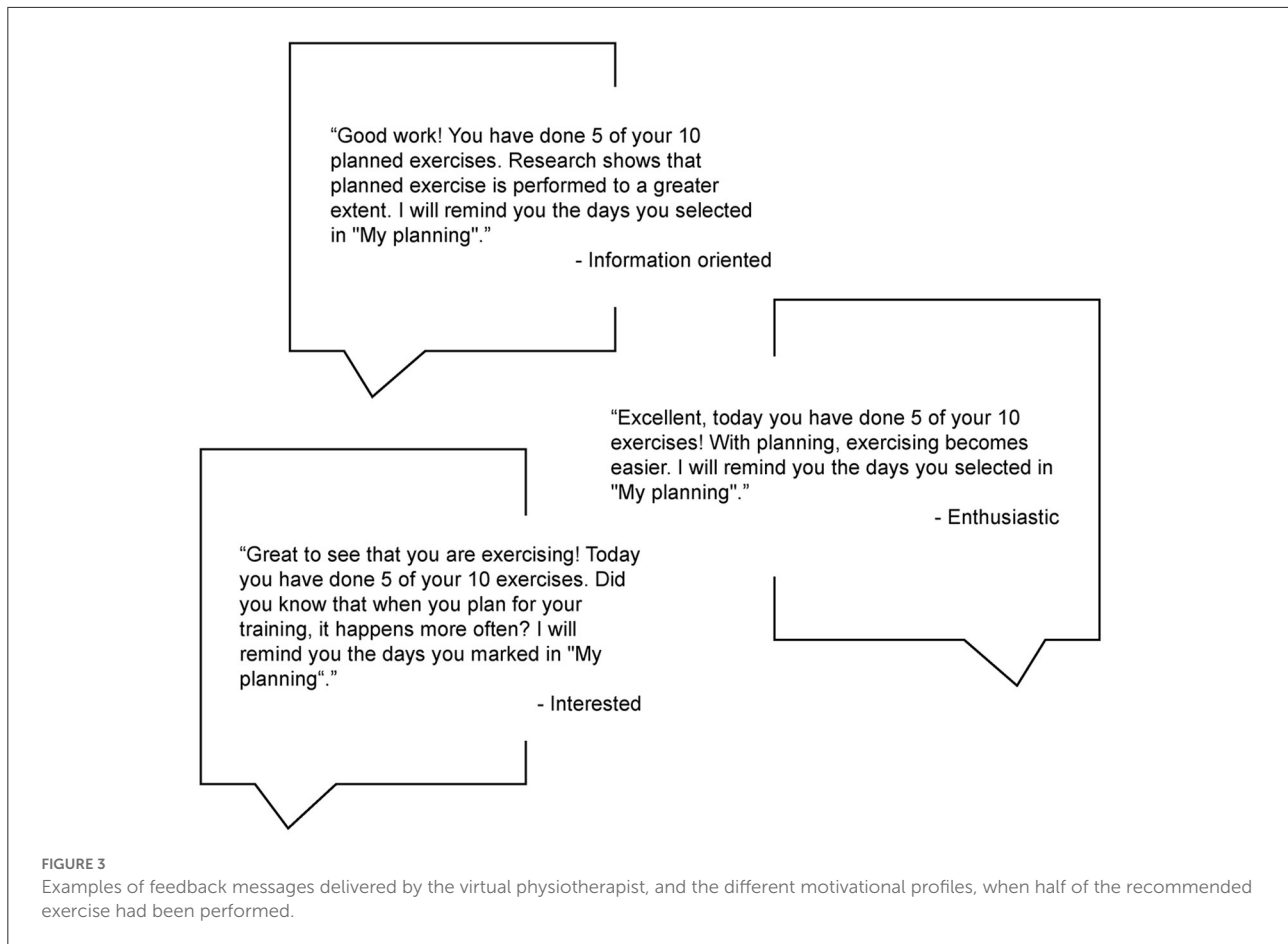 “Good work! You have done 5 of your 10
planned exercises. Research shows that
planned exercise is performed to a greater
extent. I will remind you the days you selected
in "My planning".”
- Information oriented
“Excellent, today you have done 5 of your 10
exercises! With planning, exercising becomes
easier. I will remind you the days you selected in
"My planning".”
- Enthusiastic
“Great to see that you are exercising! Today
you have done 5 of your 10 exercises. Did
you know that when you plan for your
training, it happens more often? I will
remind you the days you marked in "My
planning“.”
- Interested
FIGURE 3
Examples of feedback messages delivered by the virtual physiotherapist, and the different motivational profiles, when half of the recommended
exercise had been performed.